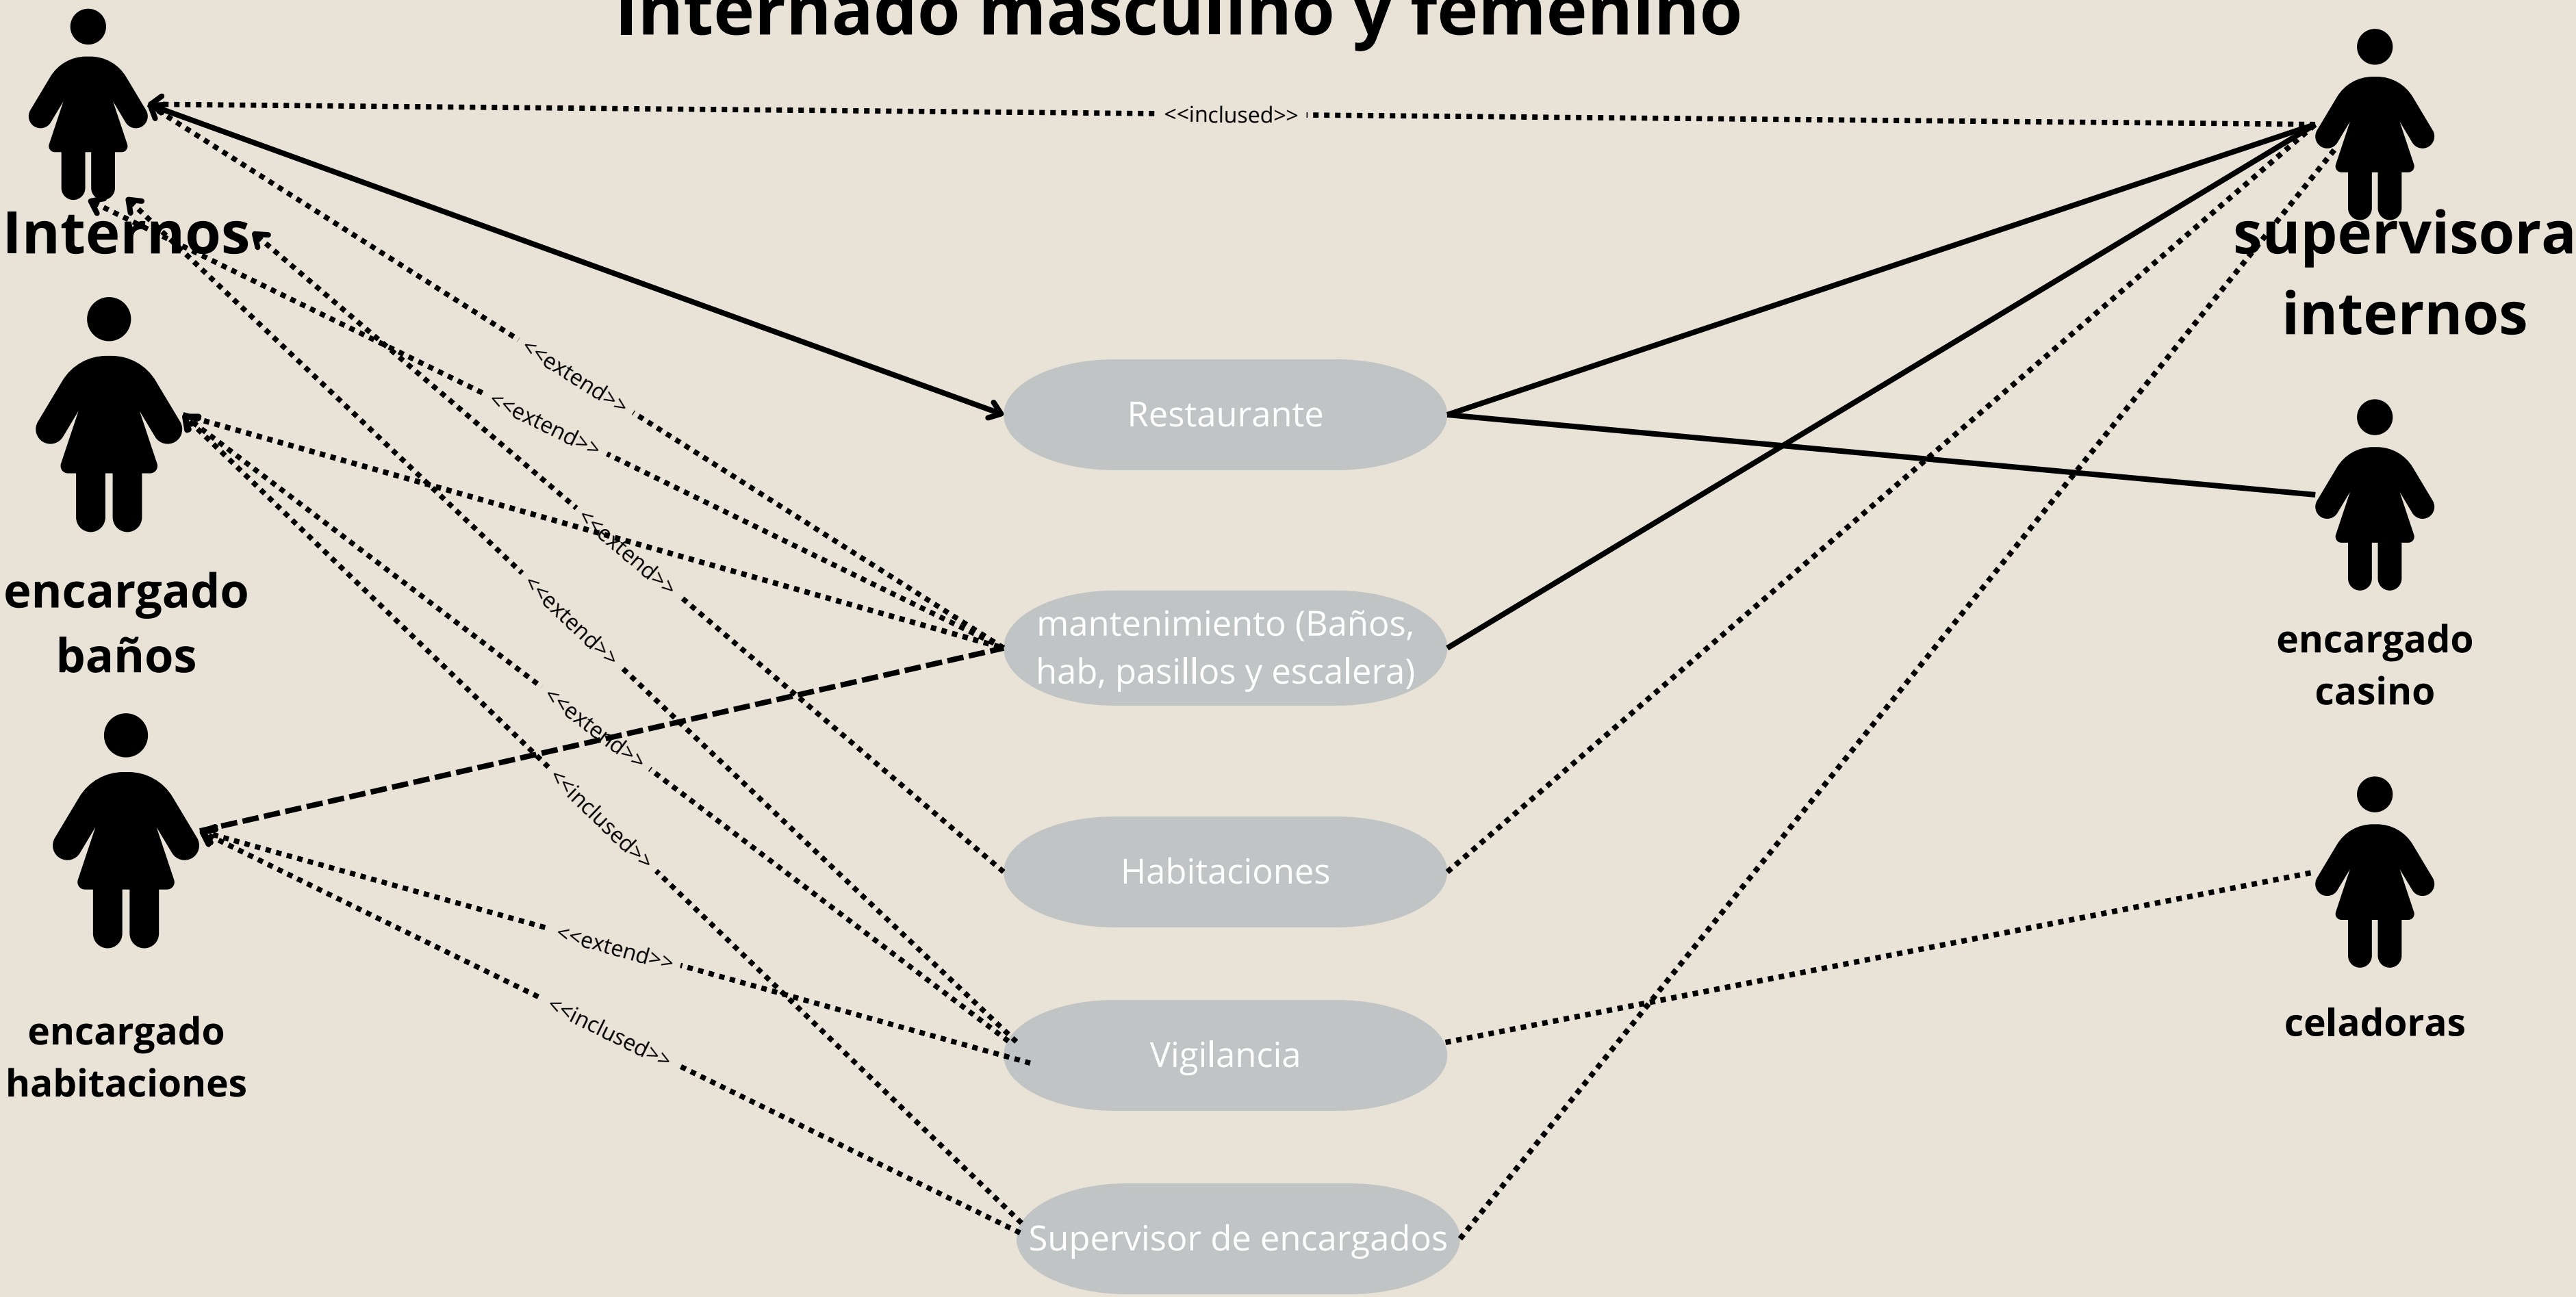 Internado masculino y femenino
<<inclused>>
Internos
supervisora
internos
<<extend>>
<<extend>>
Restaurante
<<extend>>
<<extend>>
encargado
baños
mantenimiento (Baños,
hab, pasillos y escalera)
encargado
casino
<<extend>>
<<inclused>>
Habitaciones
<<extend>>
<<inclused>>
encargado
habitaciones
Vigilancia
celadoras
Supervisor de encargados